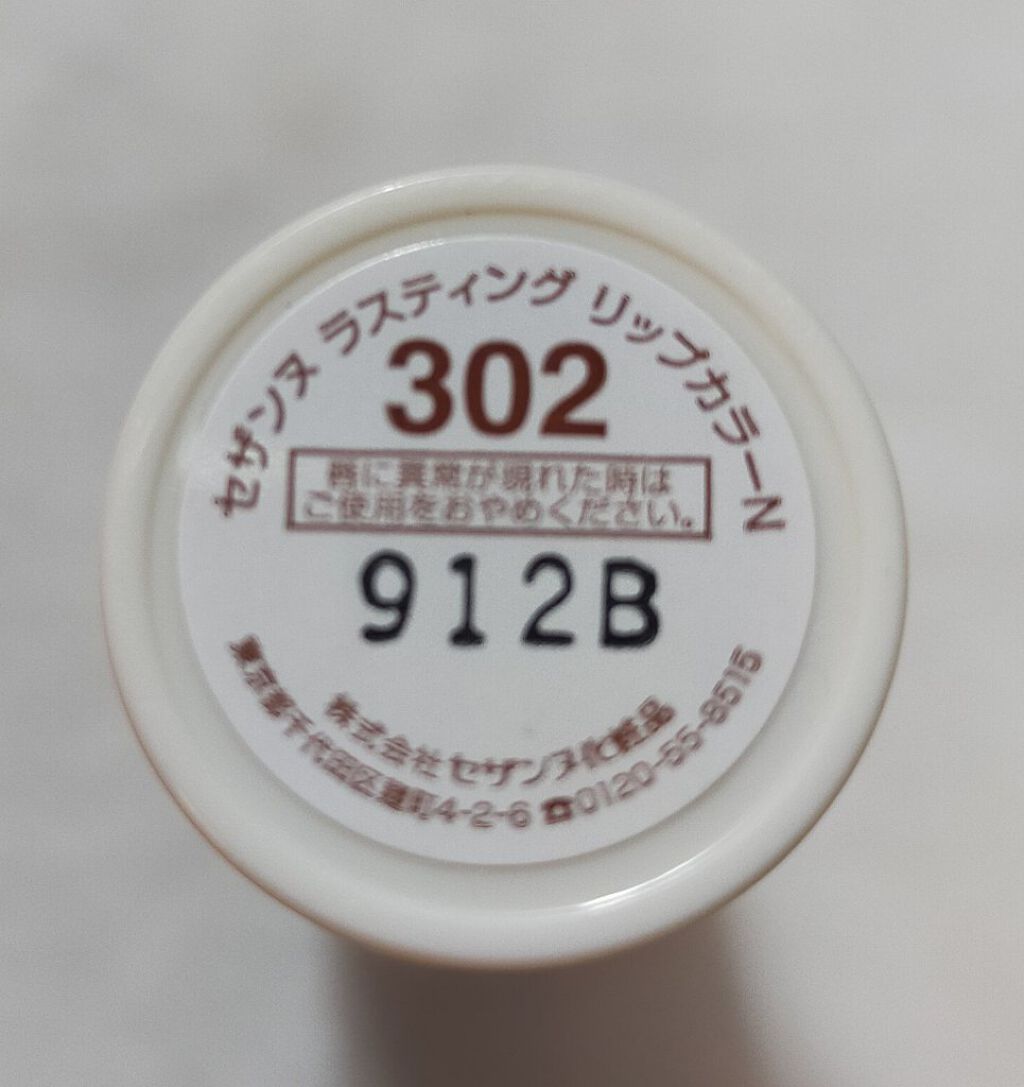 セザンヌ ラスティング リップカラーN
302
唇に異常が現れた時は
ご使用をおやめください。
912B
株式会社セザンヌ化粧品
東京都千代田区麹町4-2-6 ☎0120-55-8515